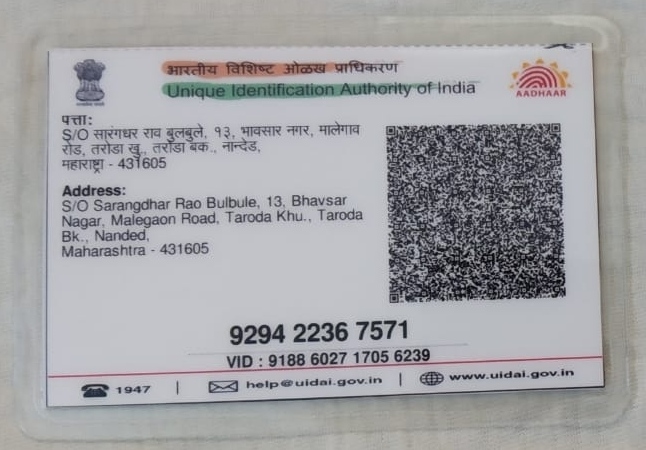 भारतीय विशिष्ट ओळख प्राधिकरण
Unique Identification Authority of India
AADHAAR
पत्ता:
S/O सारंगधर राव बुलबुले, १३, भावसार नगर, मालेगाव
रोड, तरोडा खु., तरोडा बक., नान्देड,
महाराष्ट्र - 431605
Address:
S/O Sarangdhar Rao Bulbule, 13, Bhavsar
Nagar, Malegaon Road, Taroda Khu., Taroda
Bk., Nanded,
Maharashtra - 431605
9294 2236 7571
VID : 9188 6027 1705 6239
1947 | help@uidai.gov.in | www.uidai.gov.in